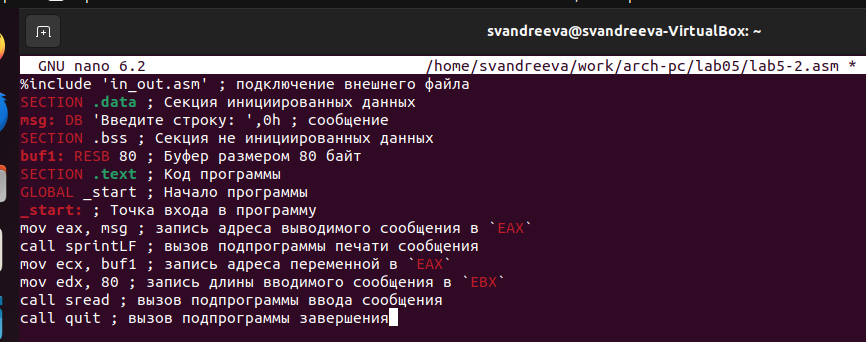 svandreeva@svandreeva-VirtualBox: ~
GNU nano 6.2 /home/svandreeva/work/arch-pc/lab05/lab5-2.asm *
%include 'in_out.asm' ; подключение внешнего файла
SECTION .data ; Секция инициированных данных
msg: DB 'Введите строку: ',0h ; сообщение
SECTION .bss ; Секция не инициированных данных
buf1: RESB 80 ; Буфер размером 80 байт
SECTION .text ; Код программы
GLOBAL _start ; Начало программы
_start: ; Точка входа в программу
mov eax, msg ; запись адреса выводимого сообщения в `EAX`
call sprintLF ; вызов подпрограммы печати сообщения
mov ecx, buf1 ; запись адреса переменной в `EAX`
mov edx, 80 ; запись длины вводимого сообщения в `EBX`
call sread ; вызов подпрограммы ввода сообщения
call quit ; вызов подпрограммы завершения